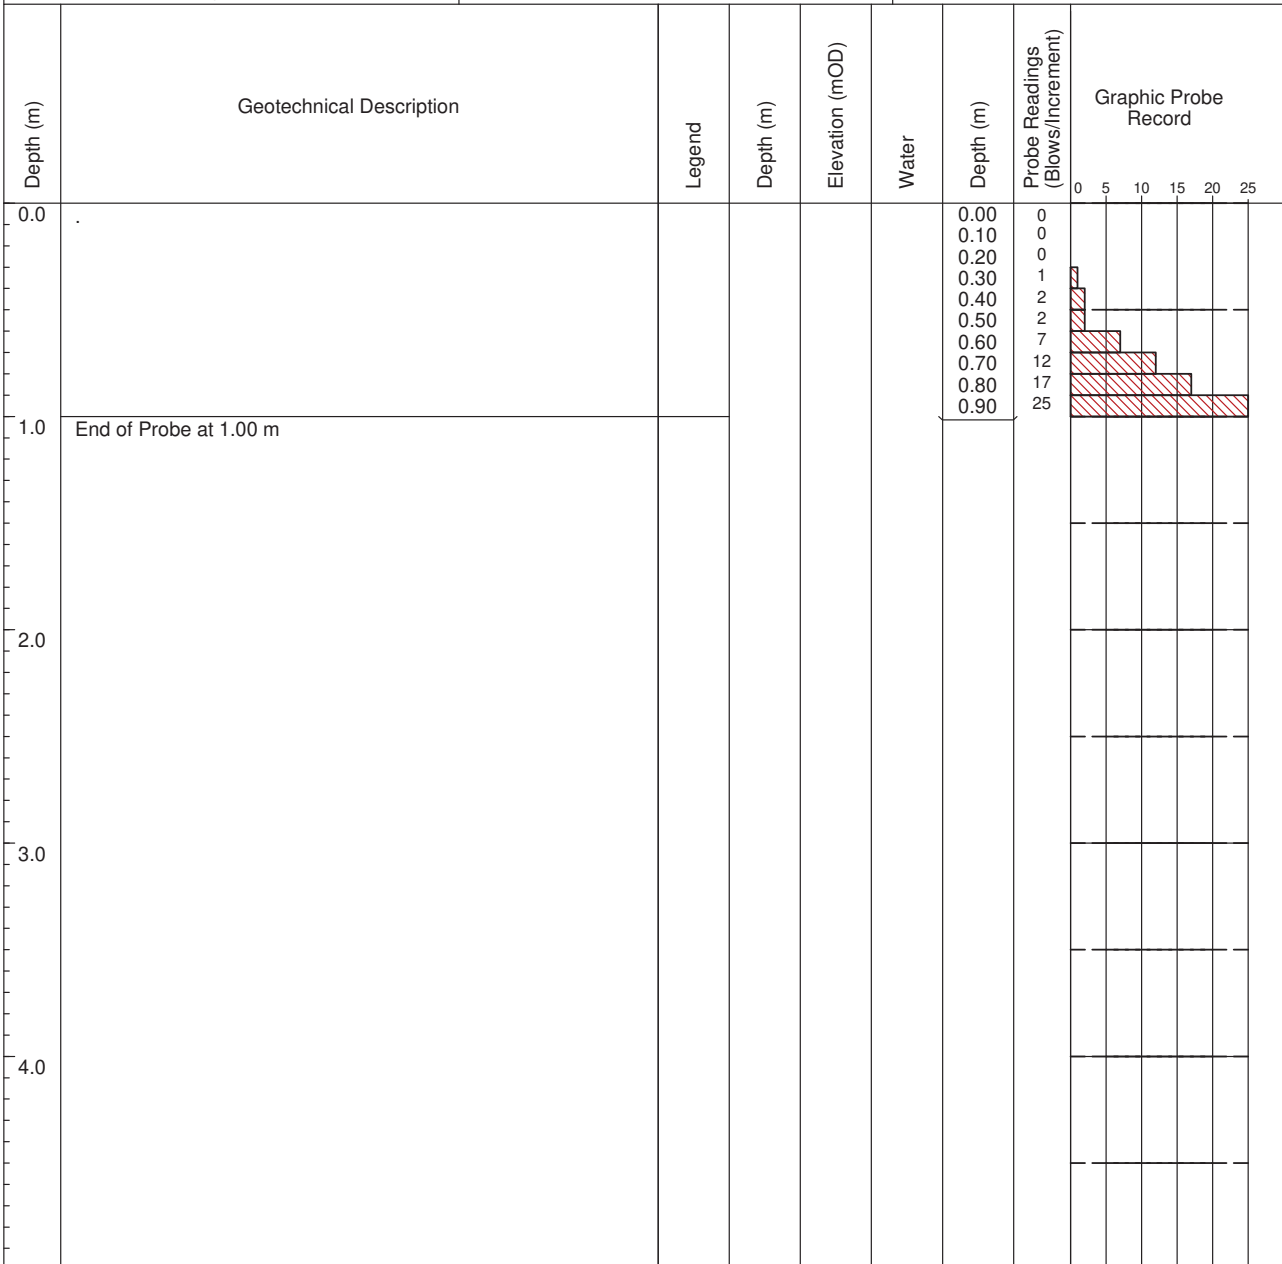 Depth (m)
Geotechnical Description
Legend
Depth (m)
Elevation (mOD)
Water
Depth (m)
Probe Readings
(Blows/Increment)
Graphic Probe
Record
0 5 10 15 20 25
0.0
.
0.00 0
0.10 0
0.20 0
0.30 1
0.40 2
0.50 2
0.60 7
0.70 12
0.80 17
0.90 25
1.0
End of Probe at 1.00 m
2.0
3.0
4.0